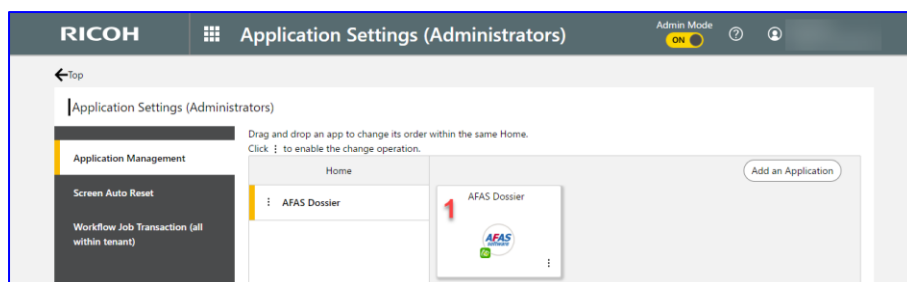 RICOH
Application Settings (Administrators)
Admin Mode
ON
Top
Application Settings (Administrators)
Drag and drop an app to change its order within the same Home.
Click ⋮ to enable the change operation.
Application Management
Screen Auto Reset
Workflow Job Transaction (all
within tenant)
Home
AFAS Dossier
Add an Application
AFAS Dossier
1
AFAS
software